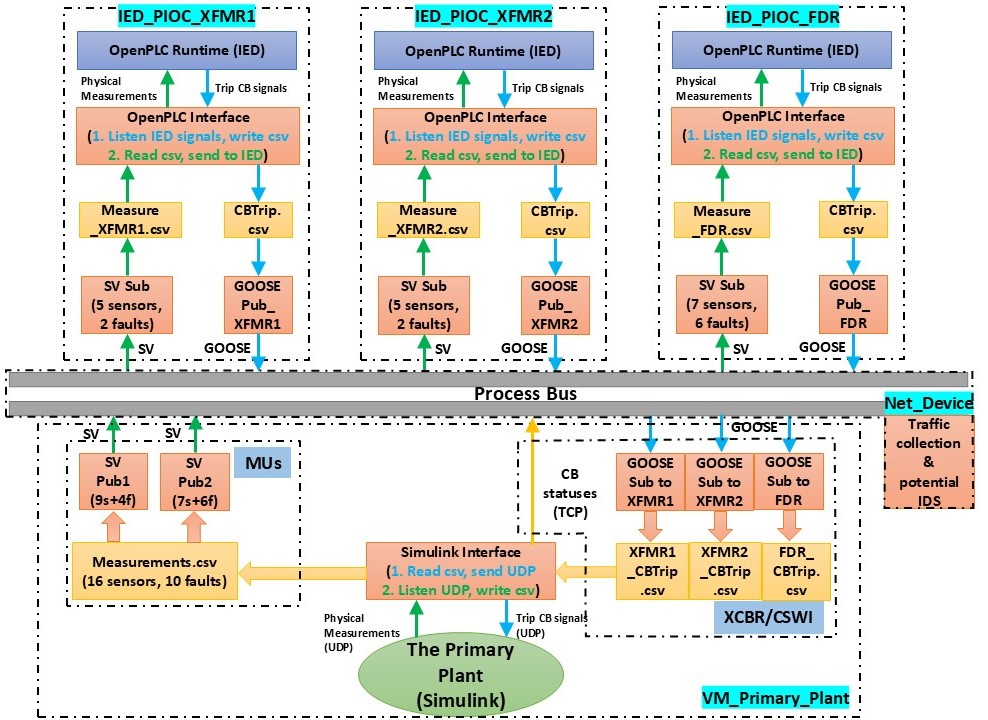 IED_PIOC_XFMR1
OpenPLC Runtime (IED)
Physical
Measurements
Trip CB signals
OpenPLC Interface
(1. Listen IED signals, write csv
2. Read csv, send to IED)
Measure
_XFMR1.csv
CBTrip.
csv
SV Sub
(5 sensors,
2 faults)
GOOSE
Pub_
XFMR1
SV
GOOSE
IED_PIOC_XFMR2
OpenPLC Runtime (IED)
Physical
Measurements
Trip CB signals
OpenPLC Interface
(1. Listen IED signals, write csv
2. Read csv, send to IED)
Measure
_XFMR2.csv
CBTrip.
csv
SV Sub
(5 sensors,
2 faults)
GOOSE
Pub_
XFMR2
SV
GOOSE
IED_PIOC_FDR
OpenPLC Runtime (IED)
Physical
Measurements
Trip CB signals
OpenPLC Interface
(1. Listen IED signals, write csv
2. Read csv, send to IED)
Measure
_FDR.csv
CBTrip.
csv
SV Sub
(7 sensors,
6 faults)
GOOSE
Pub_
FDR
SV
GOOSE
Process Bus
Net_Device
Traffic
collection
&
potential
IDS
SV
SV
SV
Pub1
(9s+4f)
SV
Pub2
(7s+6f)
MUs
Measurements.csv
(16 sensors, 10 faults)
CB
statuses
(TCP)
GOOSE
GOOSE
Sub to
XFMR1
GOOSE
Sub to
XFMR2
GOOSE
Sub to
FDR
XFMR1
_CBTrip
.csv
XFMR2
_CBTrip
.csv
FDR_
CBTrip.
csv
XCBR/CSWI
Simulink Interface
(1. Read csv, send UDP
2. Listen UDP, write csv)
Physical
Measurements
(UDP)
Trip CB signals
(UDP)
The Primary
Plant
(Simulink)
VM_Primary_Plant